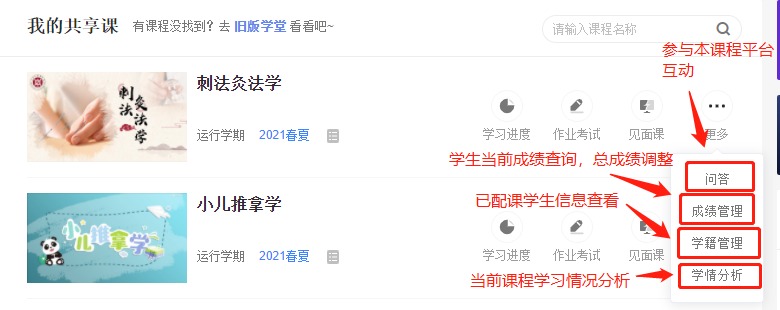 我的共享课 有课程没找到？去 旧版学堂 看看吧~
请输入课程名称
参与本课程平台
互动
刺法
灸法
学
刺法灸法学
运行学期 2021春夏
学习进度 作业考试 见面课 更多
学生当前成绩查询，总成绩调整
问答
成绩管理
已配课学生信息查看
学籍管理
当前课程学习情况分析
学情分析
小儿推拿学
小儿推拿学
运行学期 2021春夏
学习进度 作业考试 见面课